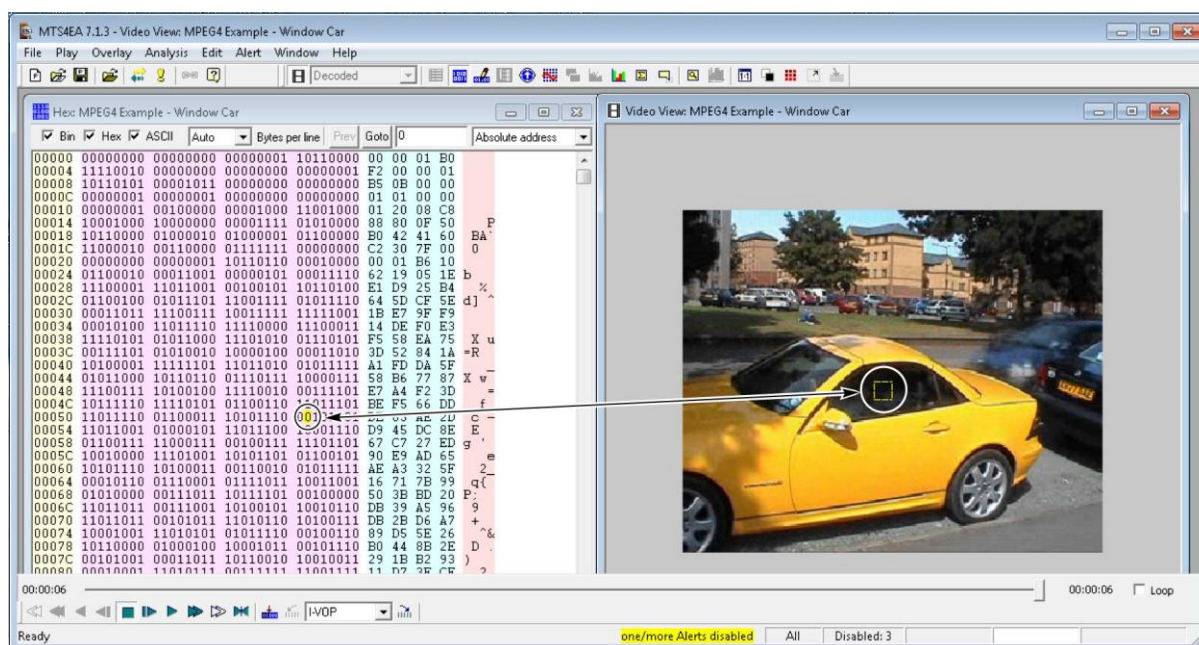 MTS4EA 7.1.3 - Video View: MPEG4 Example - Window Car
File Play Overlay Analysis Edit Alert Window Help
Decoded
Hex: MPEG4 Example - Window Car
Bin Hex ASCII Auto Bytes per line Prev Goto 0 Absolute address
00000 00000000 00000000 00000001 10110000 00 00 01 B0
00004 11110010 00000000 00000000 00000001 F2 00 00 01
00008 10110101 00001011 00000000 00000000 B5 0B 00 00
0000C 00000001 00000001 00000000 00000000 01 01 00 00
00010 00000001 00100000 00001000 11001000 01 20 08 C8
00014 10001000 10000000 00001111 01010000 88 80 0F 50 P
00018 10110000 01000010 01000001 01100000 B0 42 41 60 BA`
0001C 11000010 00110000 01111111 00000000 C2 30 7F 00 0
00020 00000000 00000001 10110110 00010000 00 01 B6 10
00024 01100010 00011001 00000101 00011110 62 19 05 1E b
00028 11100001 11011001 00100101 10110100 E1 D9 25 B4 %
0002C 01100100 01011101 11001111 01011110 64 5D CF 5E d] ^
00030 00011011 11100111 10011111 11111001 1B E7 9F F9
00034 00010100 11011110 11110000 11100011 14 DE F0 E3
00038 11110101 01011000 11101010 01110101 F5 58 EA 75 X u
0003C 00111101 01010010 10000100 00011010 3D 52 84 1A =R
00040 10100001 11111101 11011010 01011111 A1 FD DA 5F _
00044 01011000 10110110 01110111 10000111 58 B6 77 87 X w
00048 11100111 10100100 11110010 00111101 E7 A4 F2 3D =
0004C 10111110 11110101 01100110 11011101 BE F5 66 DD f
00050 11011110 01100011 10101110 001 63 AE 2D c -
00054 11011001 01000101 11011100 10001110 D9 45 DC 8E E
00058 01100111 11000111 00100111 11101101 67 C7 27 ED g '
0005C 10010000 11101001 10101101 01100101 90 E9 AD 65 e
00060 10101110 10100011 00110010 01011111 AE A3 32 5F 2_
00064 00010110 01110001 01111011 10011001 16 71 7B 99 q{
00068 01010000 00111011 10111101 00100000 50 3B BD 20 P;
0006C 11011011 00111001 10100101 10010110 DB 39 A5 96 9
00070 11011011 00101011 11010110 10100111 DB 2B D6 A7 +
00074 10001001 11010101 01011110 00100110 89 D5 5E 26 ^&
00078 10110000 01000100 10001011 00101110 B0 44 8B 2E D .
0007C 00101001 00011011 10110010 10010011 29 1B B2 93 )
00080 00010001 11010111 00111111 11001111 11 D7 3F CF ?
Video View: MPEG4 Example - Window Car
00:00:06
00:00:06 Loop
I-VOP
Ready
one/more Alerts disabled All Disabled: 3